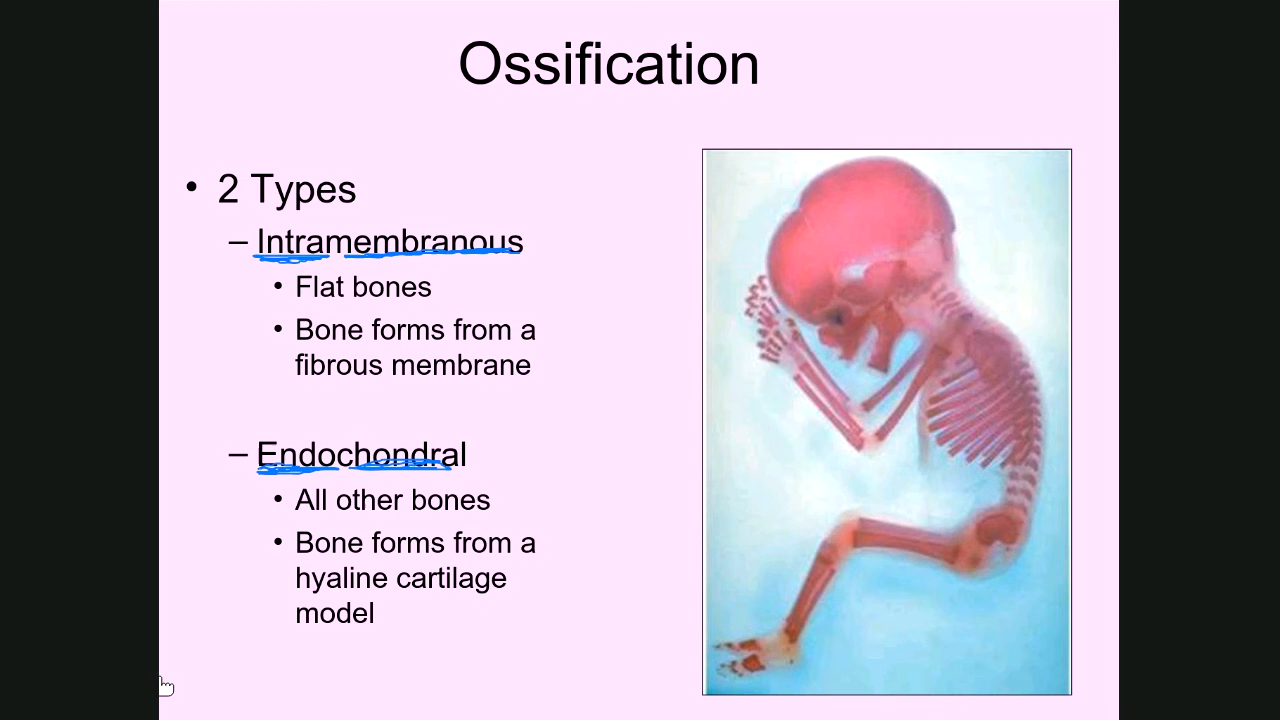 Ossification
• 2 Types
– Intramembranous
• Flat bones
• Bone forms from a
fibrous membrane
– Endochondral
• All other bones
• Bone forms from a
hyaline cartilage
model